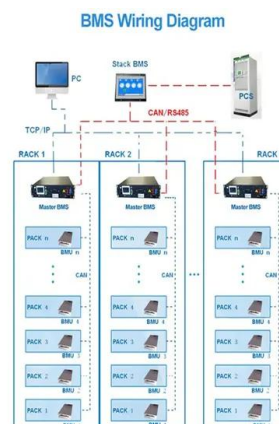 BMS Wiring Diagram
Stack BMS
PC
PCS
CAN/RS485
TCP/IP
RACK 1
RACK 2
RACK
Master BMS
Master BMS
Master BMS
PACK n
BMU n
PACK n
BMU n
PACK n
BMU n
CAN
CAN
CAN
PACK 4
BMU 4
PACK 4
BMU 4
PACK 4
BMU 4
PACK 3
BMU 3
PACK 3
BMU 3
PACK 3
BMU 3
PACK 2
BMU 2
PACK 2
BMU 2
PACK 2
BMU 2
PACK 1
PACK 1
PACK 1